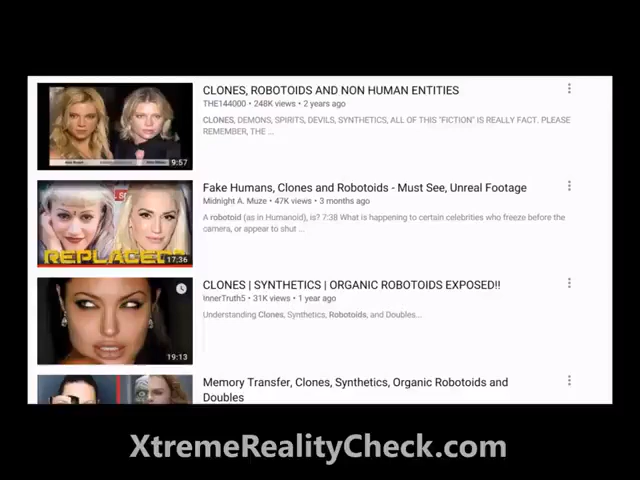 CLONES, ROBOTOIDS AND NON HUMAN ENTITIES
THE144000 • 248K views • 2 years ago
CLONES, DEMONS, SPIRITS, DEVILS, SYNTHETICS, ALL OF THIS "FICTION" IS REALLY FACT. PLEASE
REMEMBER, THE ...
9:57
Fake Humans, Clones and Robotoids - Must See, Unreal Footage
Midnight A. Muze • 47K views • 3 months ago
A robotoid (as in Humanoid), is? 7:38 What is happening to certain celebrities who freeze before the
camera, or appear to shut ...
REPLACED?
17:36
CLONES | SYNTHETICS | ORGANIC ROBOTOIDS EXPOSED!!
InnerTruth5 • 31K views • 1 year ago
Understanding Clones, Synthetics, Robotoids, and Doubles...
19:13
Memory Transfer, Clones, Synthetics, Organic Robotoids and
Doubles
XtremeRealityCheck.com